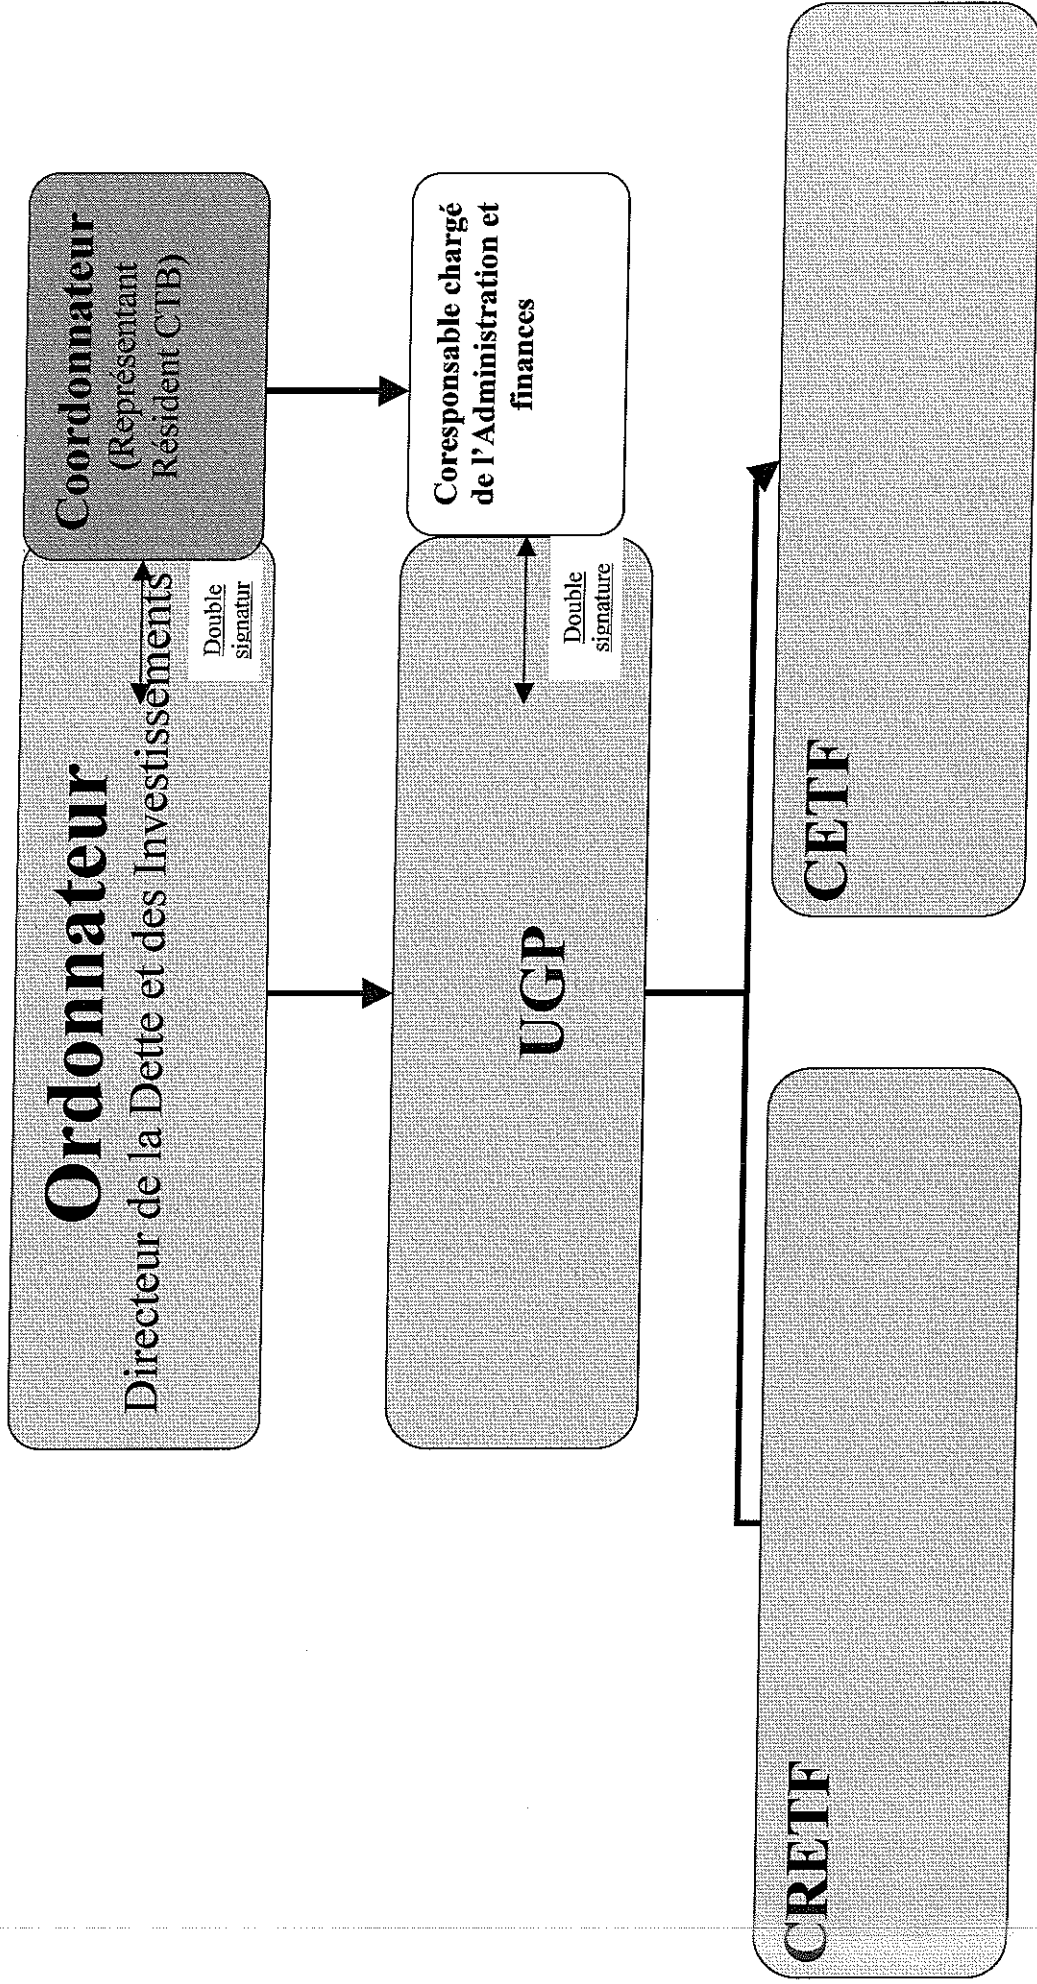 Ordonnateur
Directeur de la Dette et des Investissements
Double
signatur
Coordonnateur
(Représentant
Résident CTB)
UGP
Double
signature
Coresponsable chargé
de l'Administration et
finances
CRETF
CETF